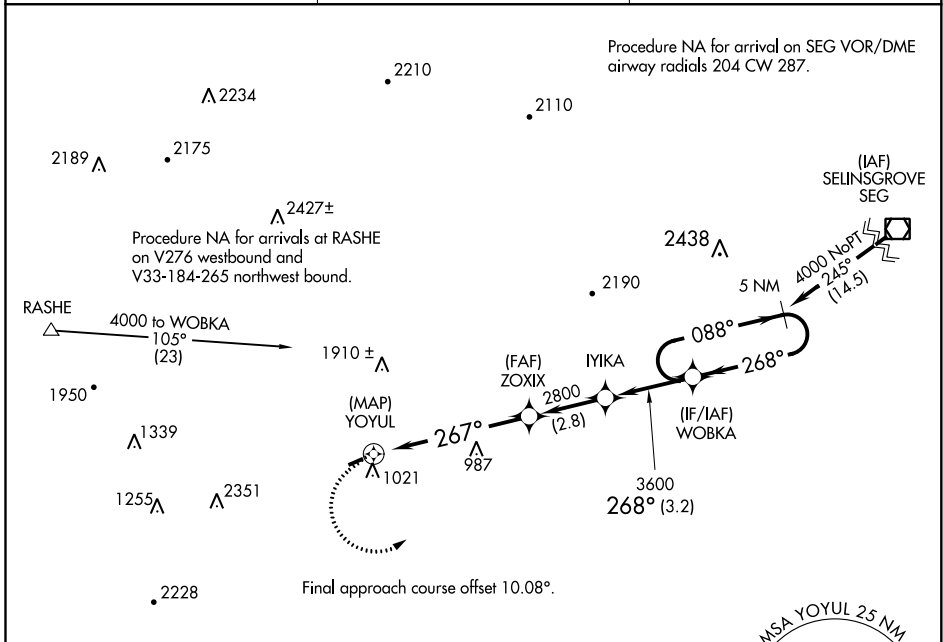 Procedure NA for arrival on SEG VOR/DME
airway radials 204 CW 287.
2210
2234
2110
2175
2189
(IAF)
SELINSGROVE
SEG
2427±
Procedure NA for arrivals at RASHE
on V276 westbound and
V33-184-265 northwest bound.
2438
4000 NoPT
245°
(14.5)
5 NM
2190
RASHE
4000 to WOBKA
105°
(23)
088°
1910 ±
(FAF)
ZOXIX
IYIKA
268°
1950
2800
(2.8)
(MAP)
YOYUL
(IF/IAF)
WOBKA
267°
1339
987
1021
3600
268° (3.2)
1255
2351
Final approach course offset 10.08°.
2228
MSA YOYUL 25 NM